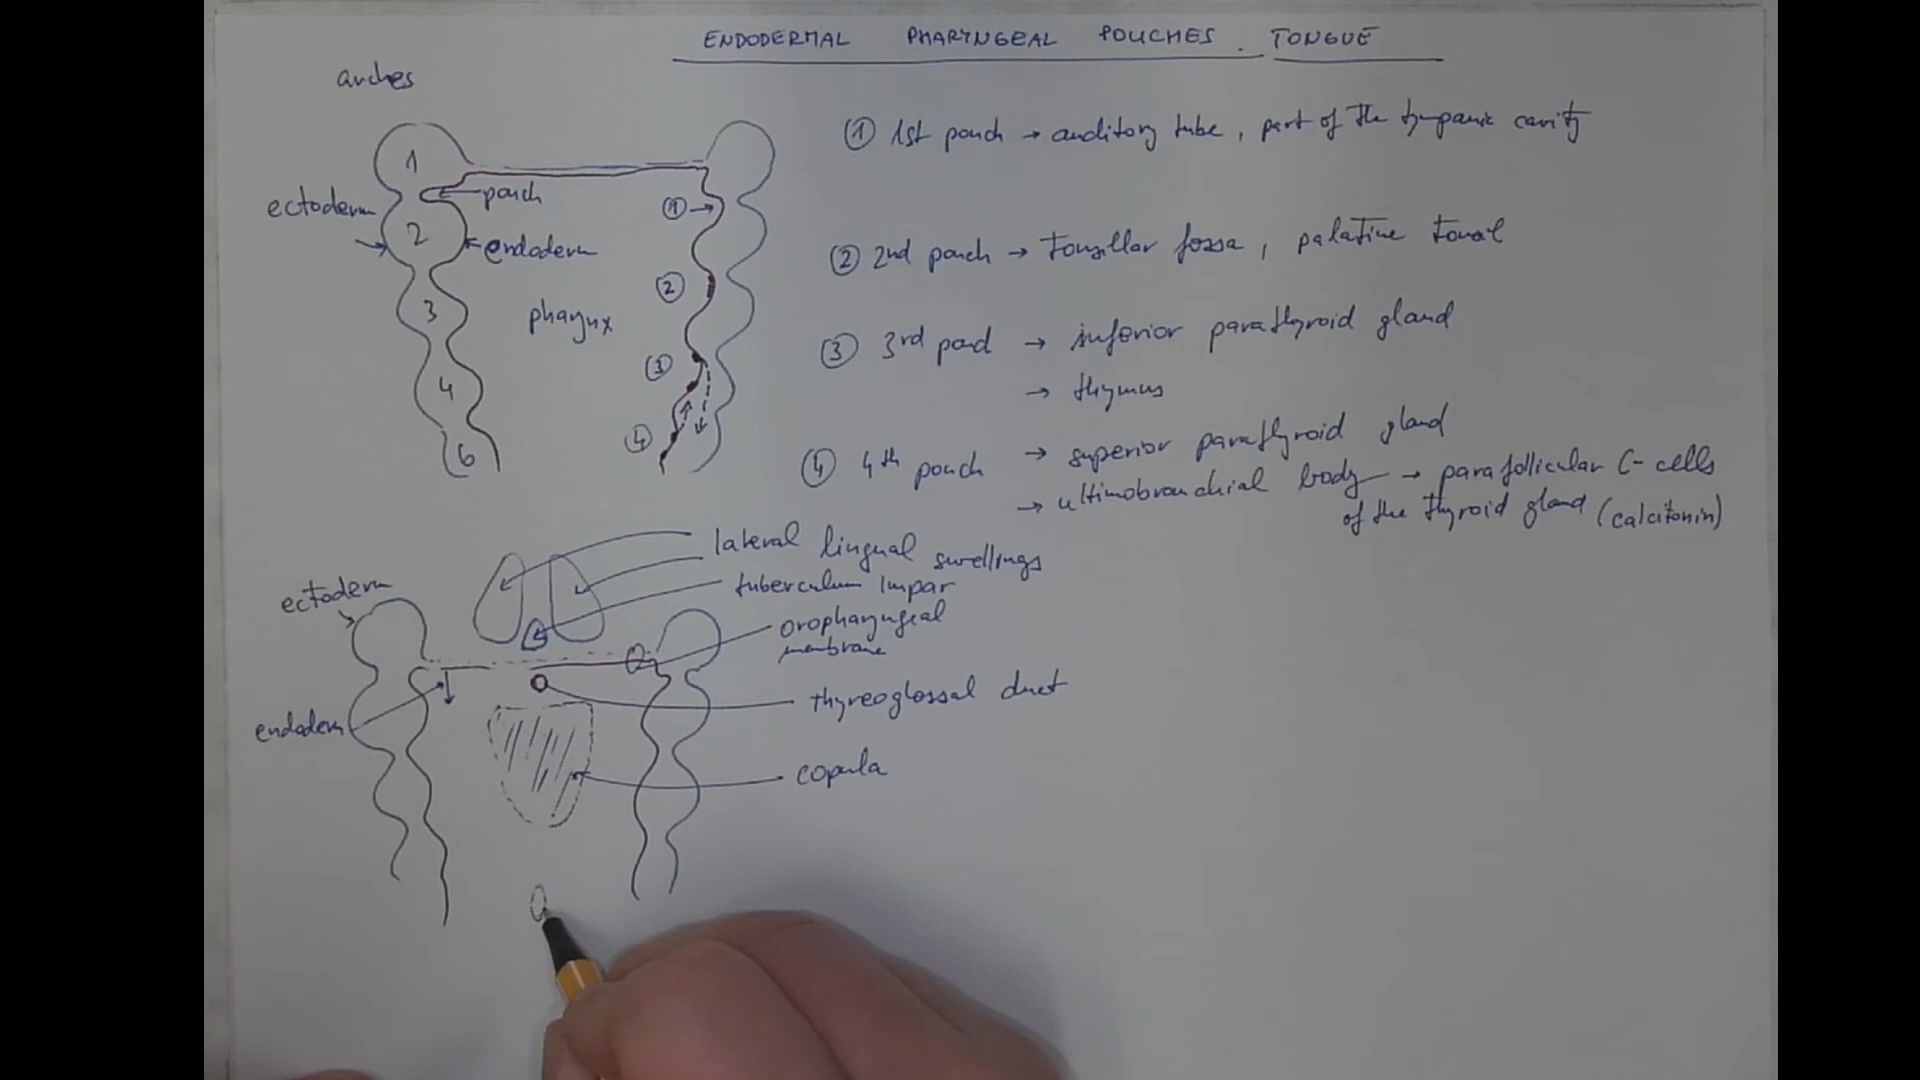 ENDODERMAL PHARYNGEAL POUCHES . TONGUE
arches
1
pouch
ectoderm
2
endoderm
3
pharynx
4
6
①
②
③
④
① 1st pouch → auditory tube, part of the tympanic cavity
② 2nd pouch → Tonsillar fossa, palatine tonsil
③ 3rd pouch → inferior parathyroid gland
→ thymus
④ 4th pouch → superior parathyroid gland
→ ultimobranchial body → parafollicular C-cells
of the thyroid gland (calcitonin)
lateral lingual swellings
tuberculum impar
ectoderm
oropharyngeal
membrane
thyreoglossal duct
endoderm
copula